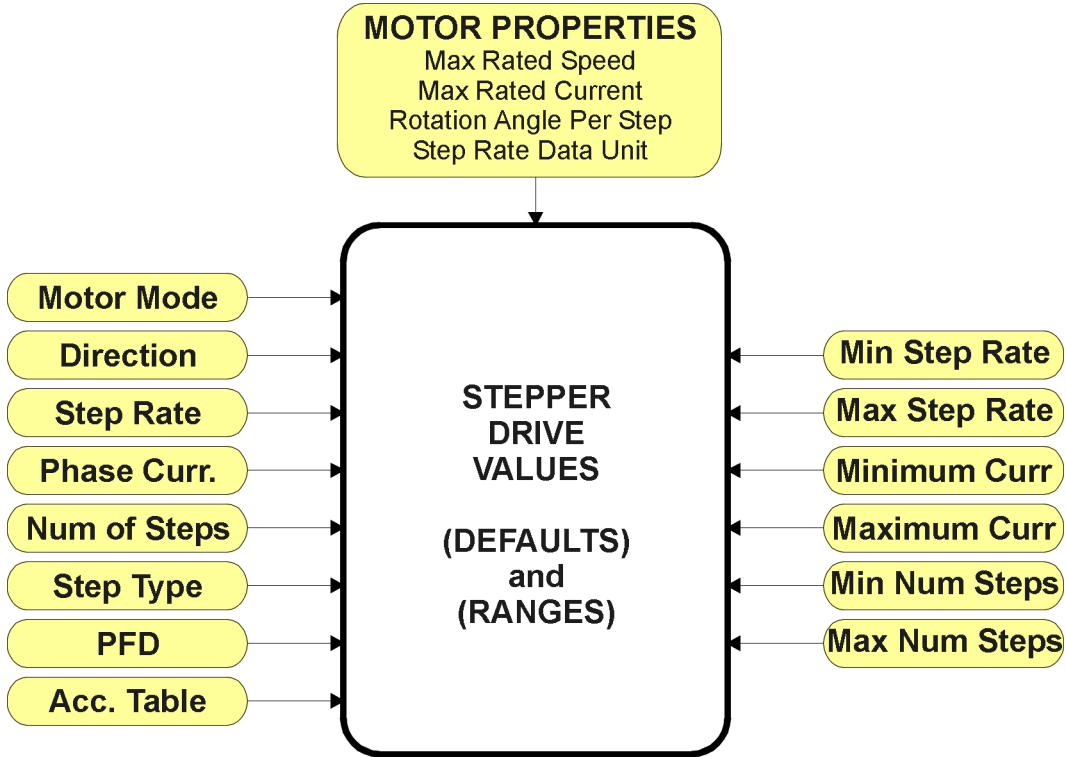 MOTOR PROPERTIES
Max Rated Speed
Max Rated Current
Rotation Angle Per Step
Step Rate Data Unit
Motor Mode
Direction
Step Rate
Phase Curr.
Num of Steps
Step Type
PFD
Acc. Table
STEPPER
DRIVE
VALUES
(DEFAULTS)
and
(RANGES)
Min Step Rate
Max Step Rate
Minimum Curr
Maximum Curr
Min Num Steps
Max Num Steps